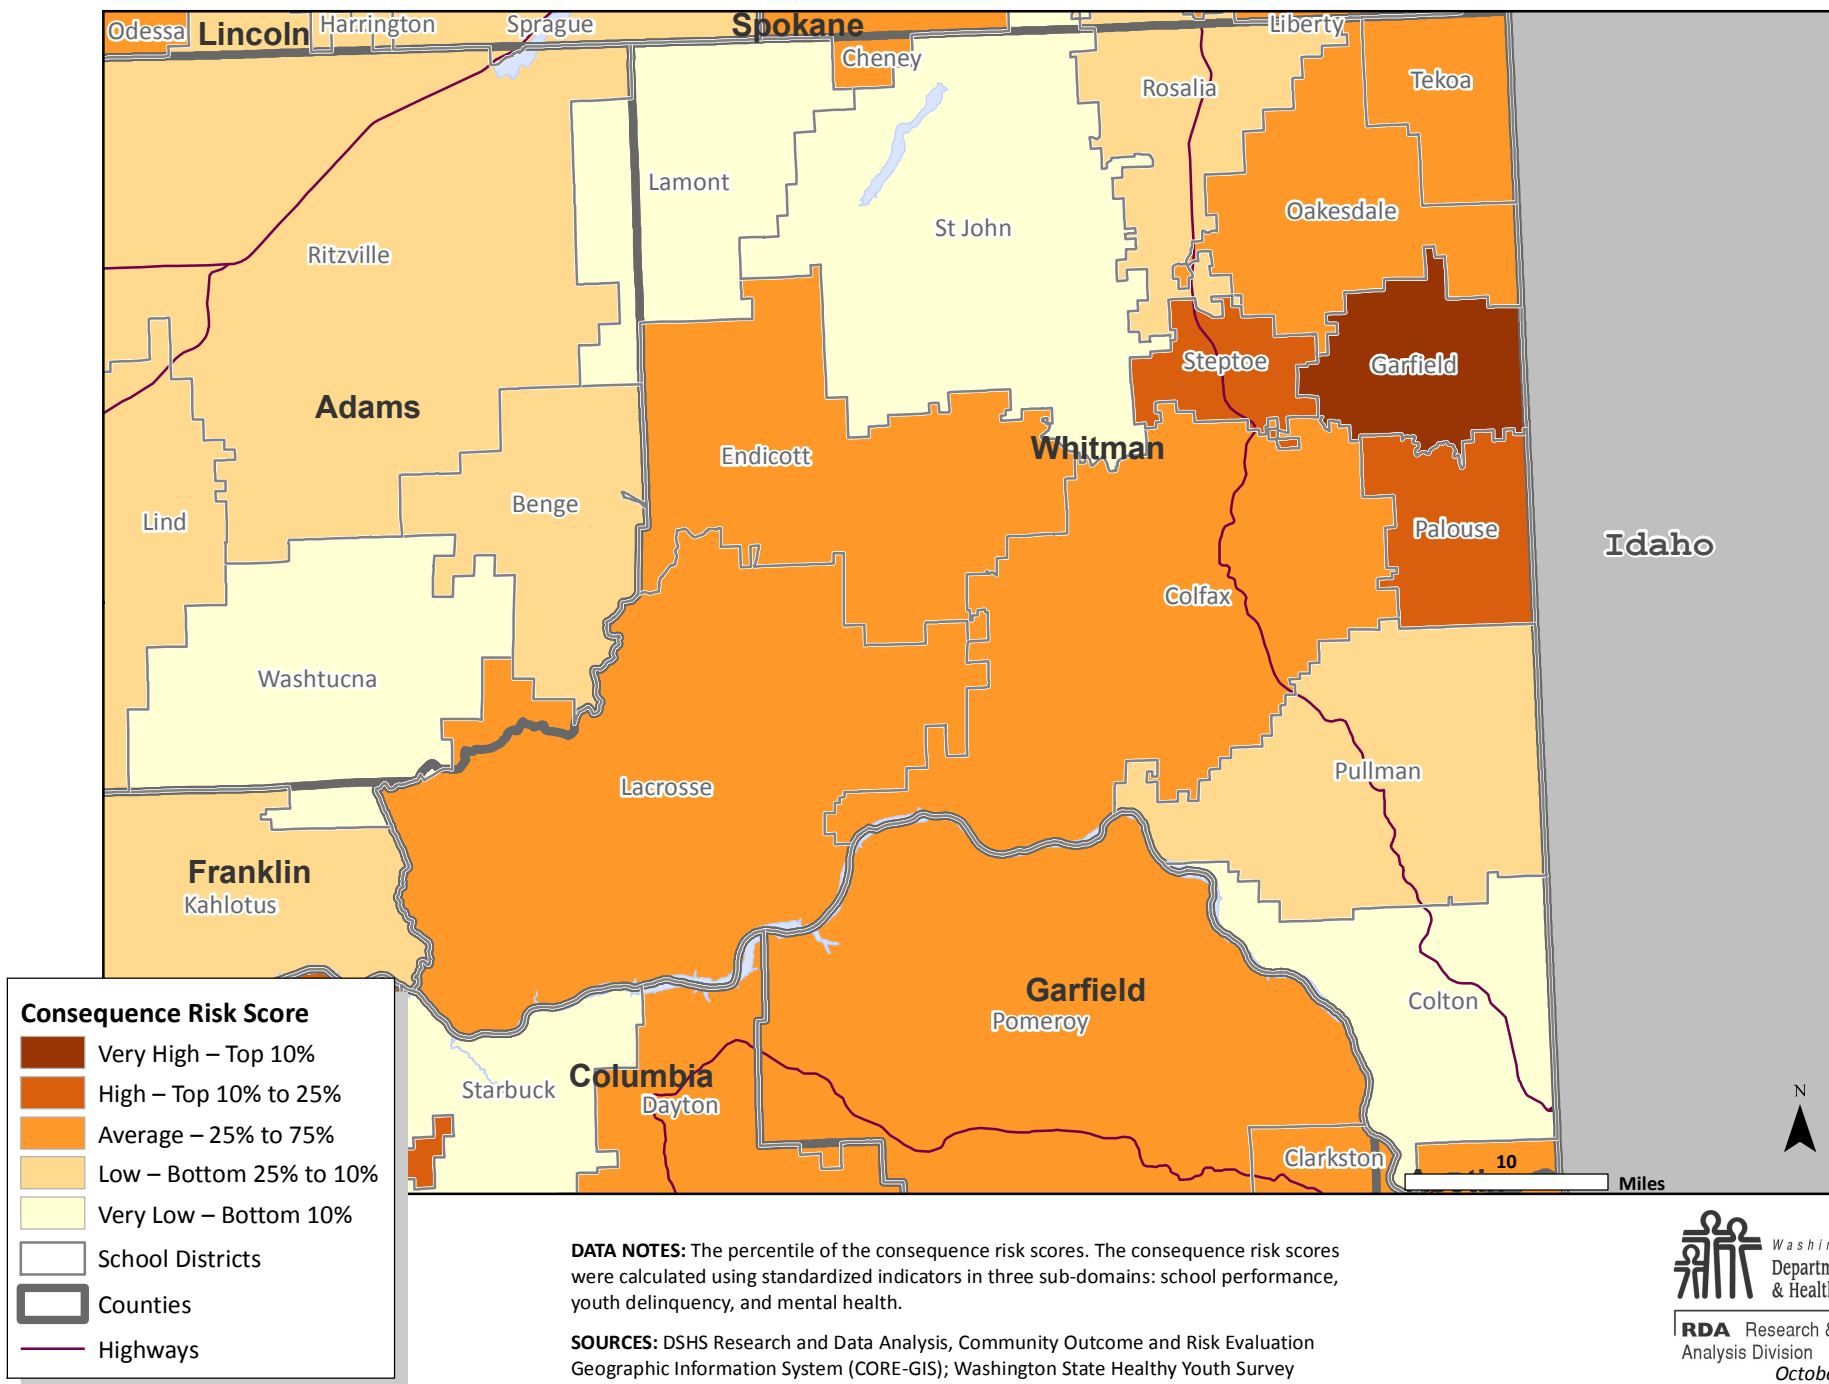 Odessa
Lincoln
Harrington
Sprague
Spokane
Cheney
Liberty
Rosalia
Tekoa
Lamont
St John
Oakesdale
Ritzville
Steptoe
Garfield
Adams
Endicott
Whitman
Benge
Lind
Palouse
Idaho
Colfax
Washtucna
Lacrosse
Pullman
Franklin
Kahlotus
Garfield
Pomeroy
Colton
Starbuck
Columbia
Dayton
Clarkston
N
10
Miles
Consequence Risk Score
Very High – Top 10%
High – Top 10% to 25%
Average – 25% to 75%
Low – Bottom 25% to 10%
Very Low – Bottom 10%
School Districts
Counties
Highways
DATA NOTES: The percentile of the consequence risk scores. The consequence risk scores
were calculated using standardized indicators in three sub-domains: school performance,
youth delinquency, and mental health.
SOURCES: DSHS Research and Data Analysis, Community Outcome and Risk Evaluation
Geographic Information System (CORE-GIS); Washington State Healthy Youth Survey
Washin
Departm
& Health
RDA Research &
Analysis Division
Octobe